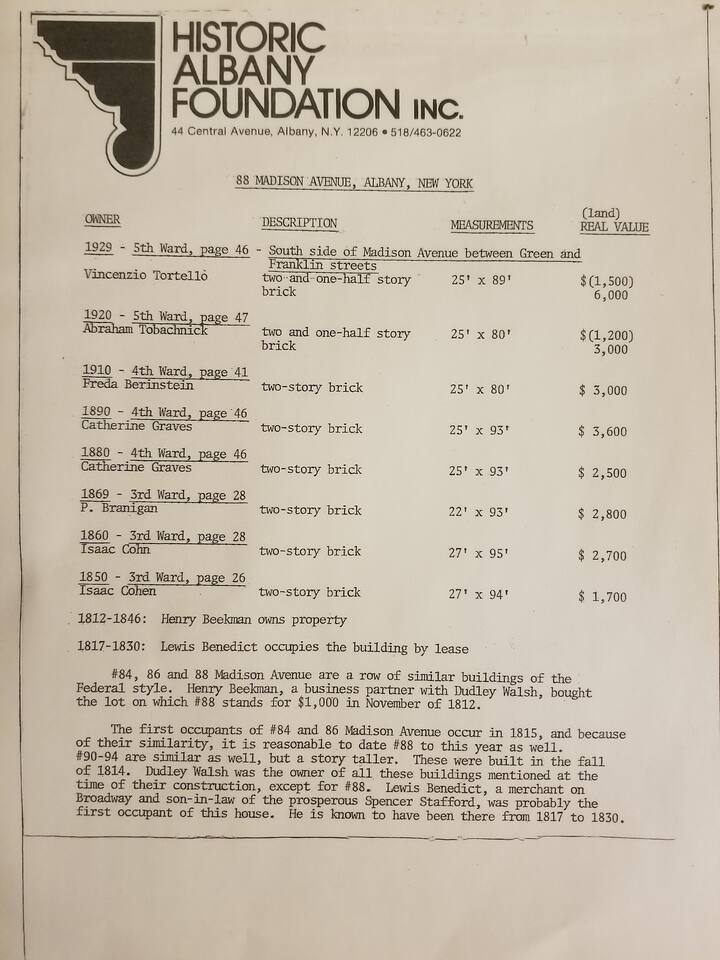 HISTORIC
ALBANY
FOUNDATION INC.
44 Central Avenue, Albany, N.Y. 12206 • 518/463-0622
88 MADISON AVENUE, ALBANY, NEW YORK
OWNER DESCRIPTION MEASUREMENTS (land) REAL VALUE
1929 - 5th Ward, page 46 - South side of Madison Avenue between Green and
Franklin streets
Vincenzio Tortello two-and-one-half story 25' x 89' $(1,500)
brick 6,000
1920 - 5th Ward, page 47
Abraham Tobachnick two and one-half story 25' x 80' $(1,200)
brick 3,000
1910 - 4th Ward, page 41
Freda Berinstein two-story brick 25' x 80' $ 3,000
1890 - 4th Ward, page 46
Catherine Graves two-story brick 25' x 93' $ 3,600
1880 - 4th Ward, page 46
Catherine Graves two-story brick 25' x 93' $ 2,500
1869 - 3rd Ward, page 28
P. Branigan two-story brick 22' x 93' $ 2,800
1860 - 3rd Ward, page 28
Isaac Cohn two-story brick 27' x 95' $ 2,700
1850 - 3rd Ward, page 26
Isaac Cohen two-story brick 27' x 94' $ 1,700
1812-1846: Henry Beekman owns property
1817-1830: Lewis Benedict occupies the building by lease
#84, 86 and 88 Madison Avenue are a row of similar buildings of the
Federal style. Henry Beekman, a business partner with Dudley Walsh, bought
the lot on which #88 stands for $1,000 in November of 1812.
The first occupants of #84 and 86 Madison Avenue occur in 1815, and because
of their similarity, it is reasonable to date #88 to this year as well.
#90-94 are similar as well, but a story taller. These were built in the fall
of 1814. Dudley Walsh was the owner of all these buildings mentioned at the
time of their construction, except for #88. Lewis Benedict, a merchant on
Broadway and son-in-law of the prosperous Spencer Stafford, was probably the
first occupant of this house. He is known to have been there from 1817 to 1830.